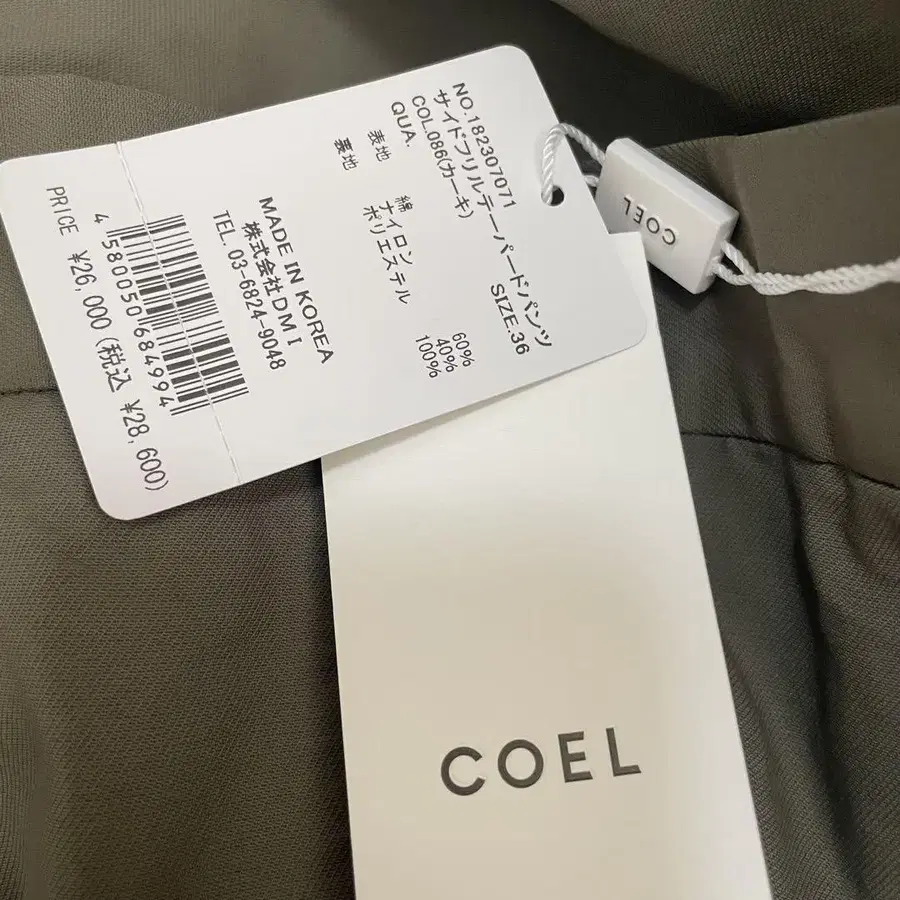 NO.182307071
サイドフリルテーパードパンツ
COL.086(カーキ) SIZE.36
QUA.
表地 綿 60%
ナイロン 40%
裏地 ポリエステル 100%
MADE IN KOREA
株式会社DMI
TEL.03-6824-9048
4 580050 684994
PRICE ¥26,000(税込 ¥28,600)
COEL
COEL